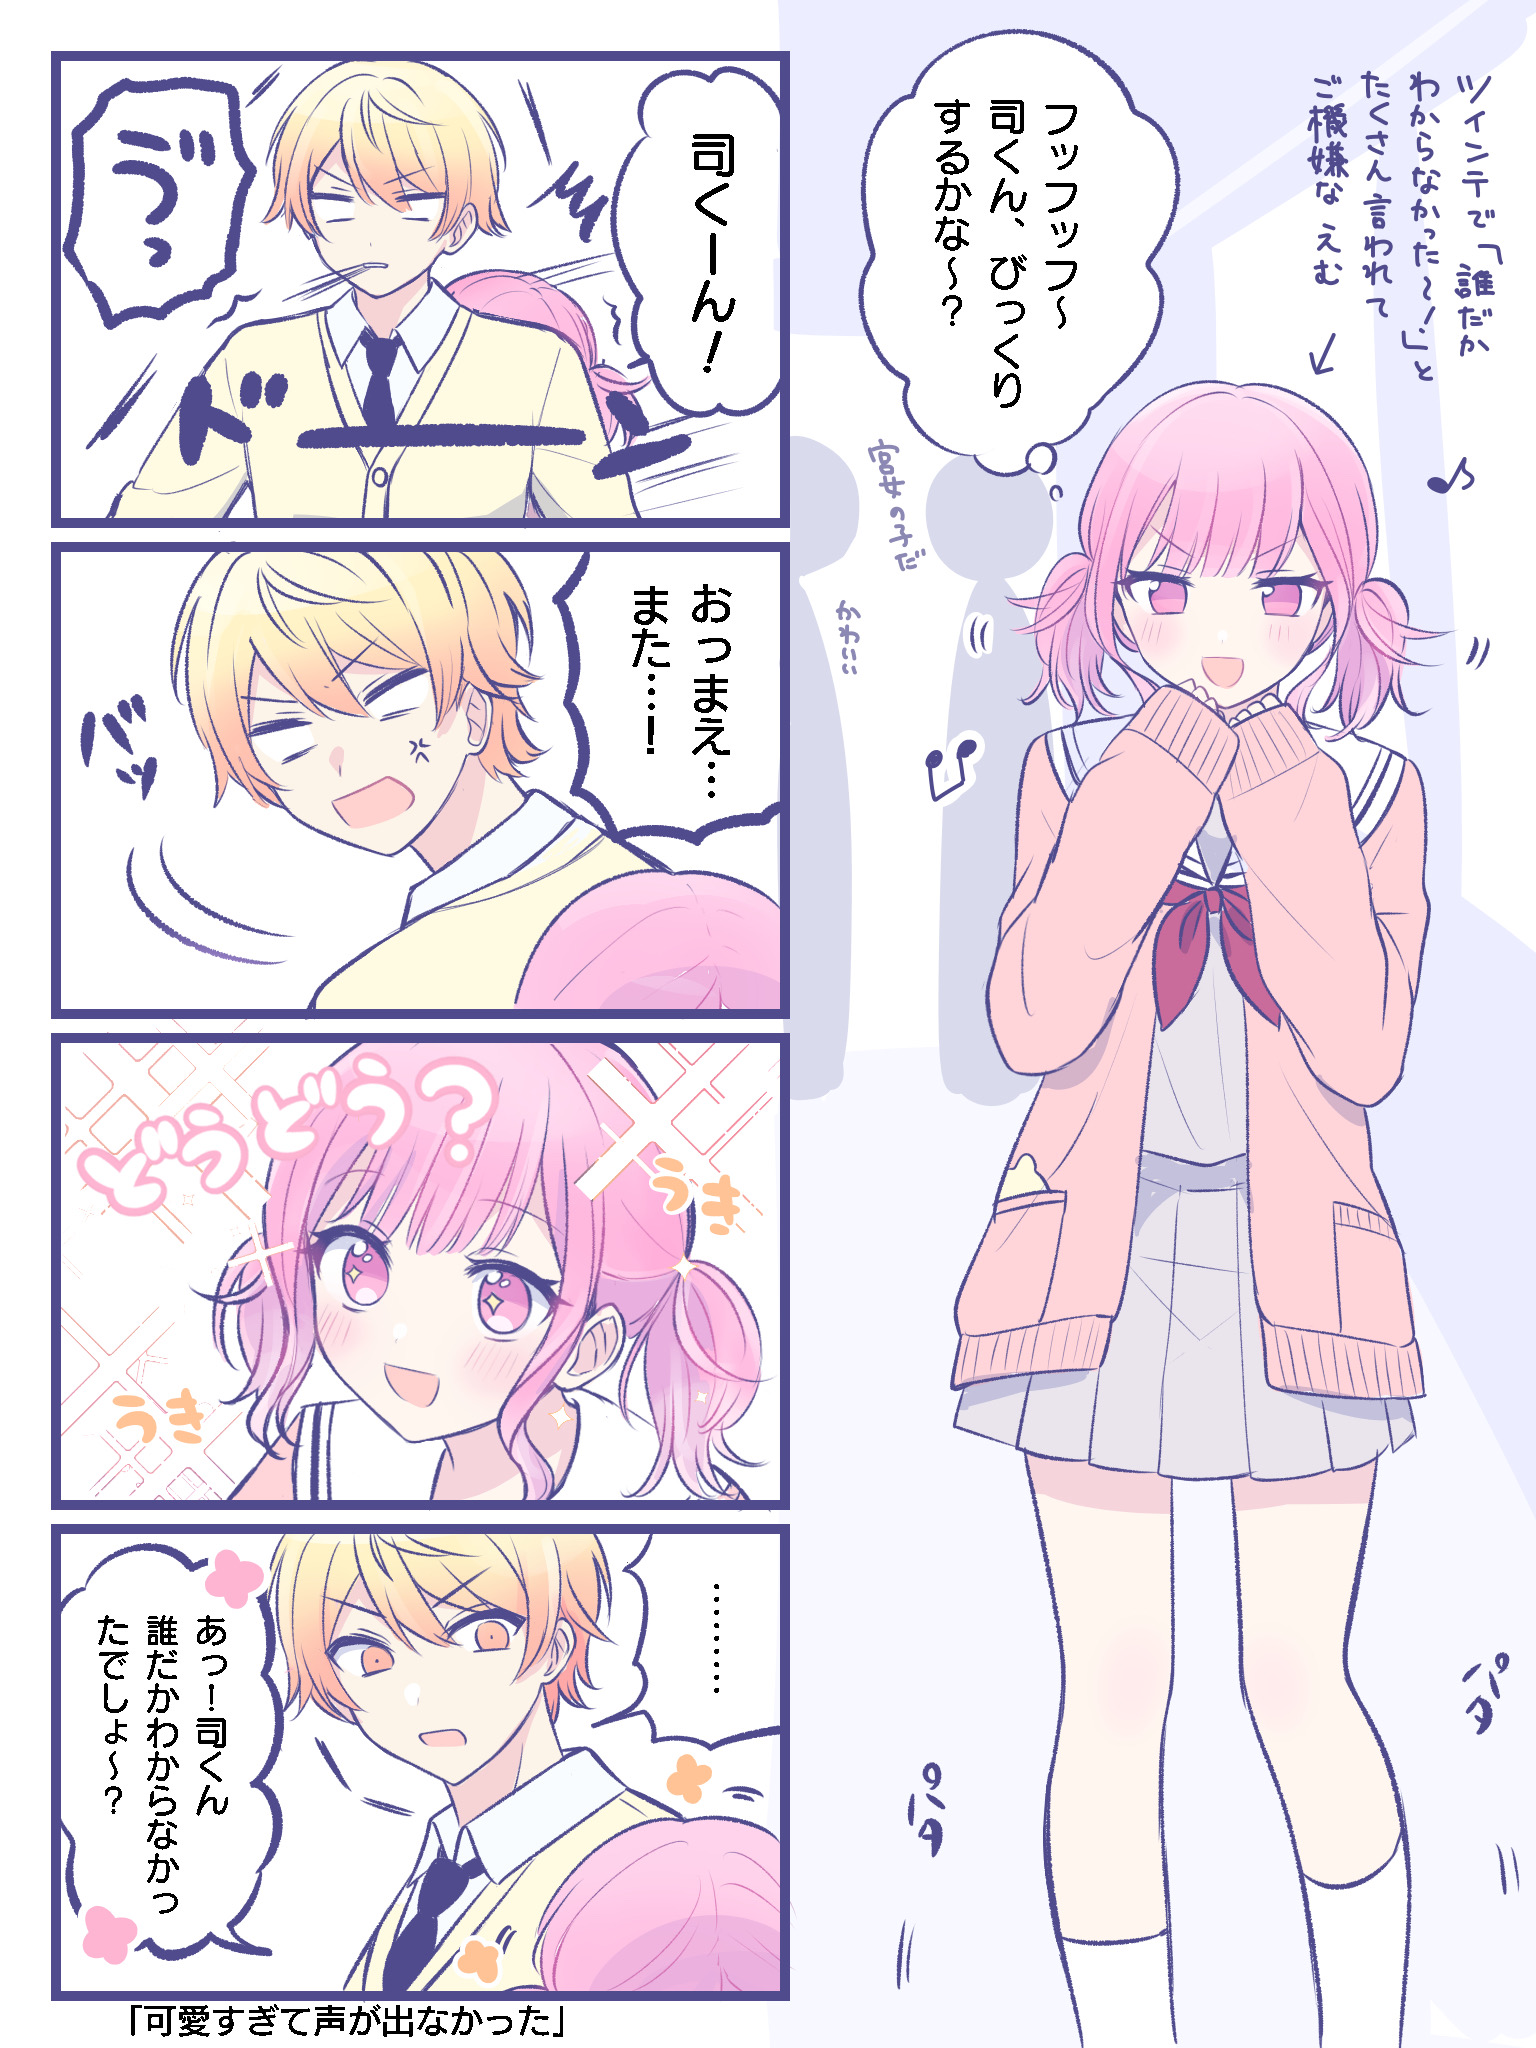 ツインテで「誰だか
わからなかった〜!」と
たくさん言われて
ご機嫌な えむ
フッフッフ〜
司くん、びっくり
するかな〜?
宮女の子だ
かわいい
パタ
パタ
司くーん!
ゔっ
ドーーン
おっまえ…
また…!
バッ
どうどう?
うき
うき
………
あっ!司くん
誰だかわからなかっ
たでしょ〜?
「可愛すぎて声が出なかった」